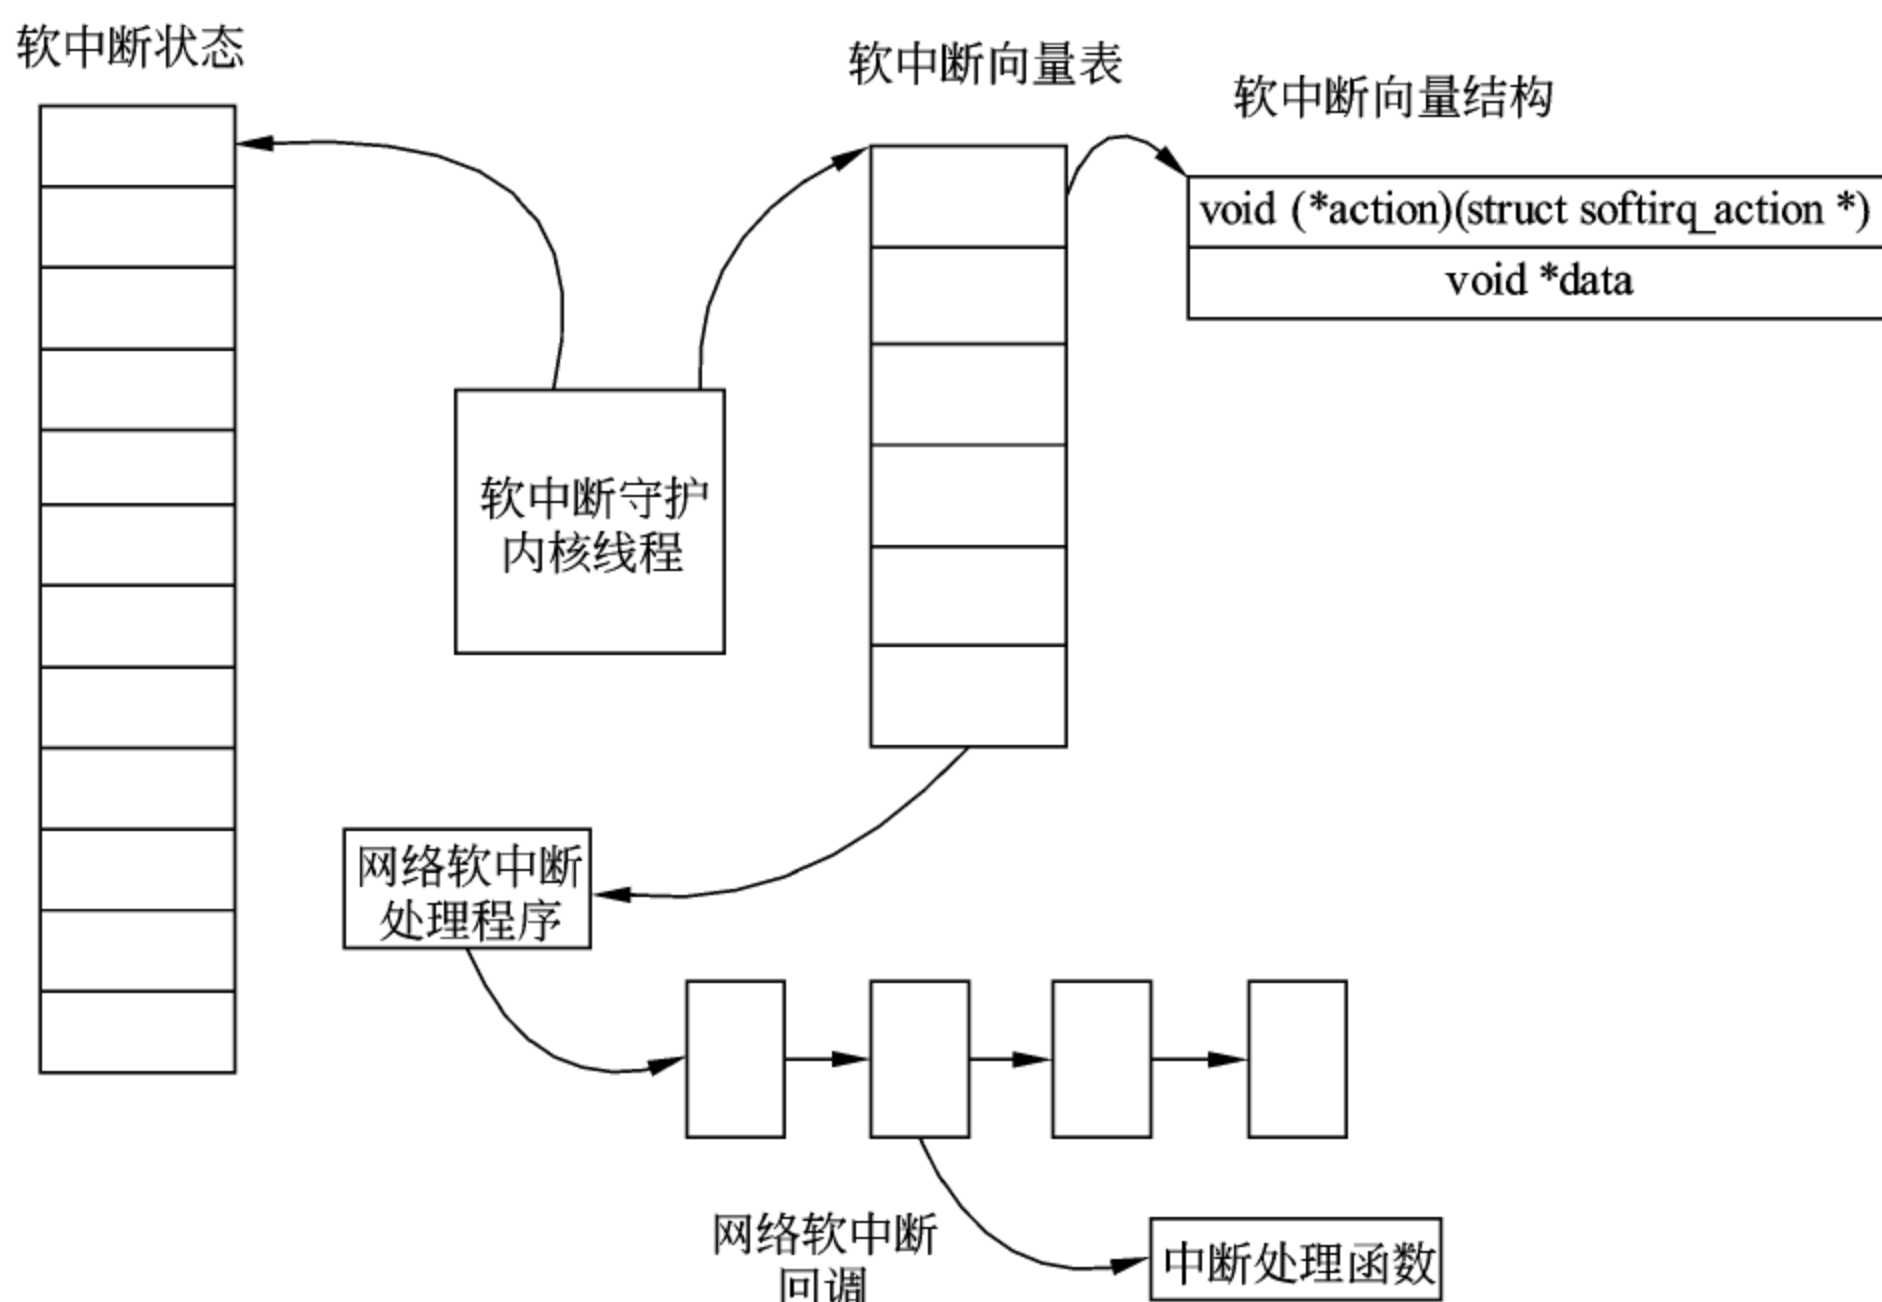 软中断状态
软中断向量表
软中断向量结构
void (*action)(struct softirq_action *)
void *data
软中断守护
内核线程
网络软中断
处理程序
网络软中断
回调
中断处理函数